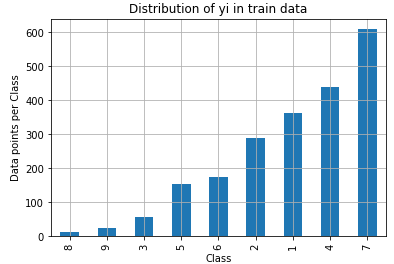 Distribution of yi in train data
600
500
400
300
200
100
0
Data points per Class
8 9 3 5 6 2 1 4 7
Class